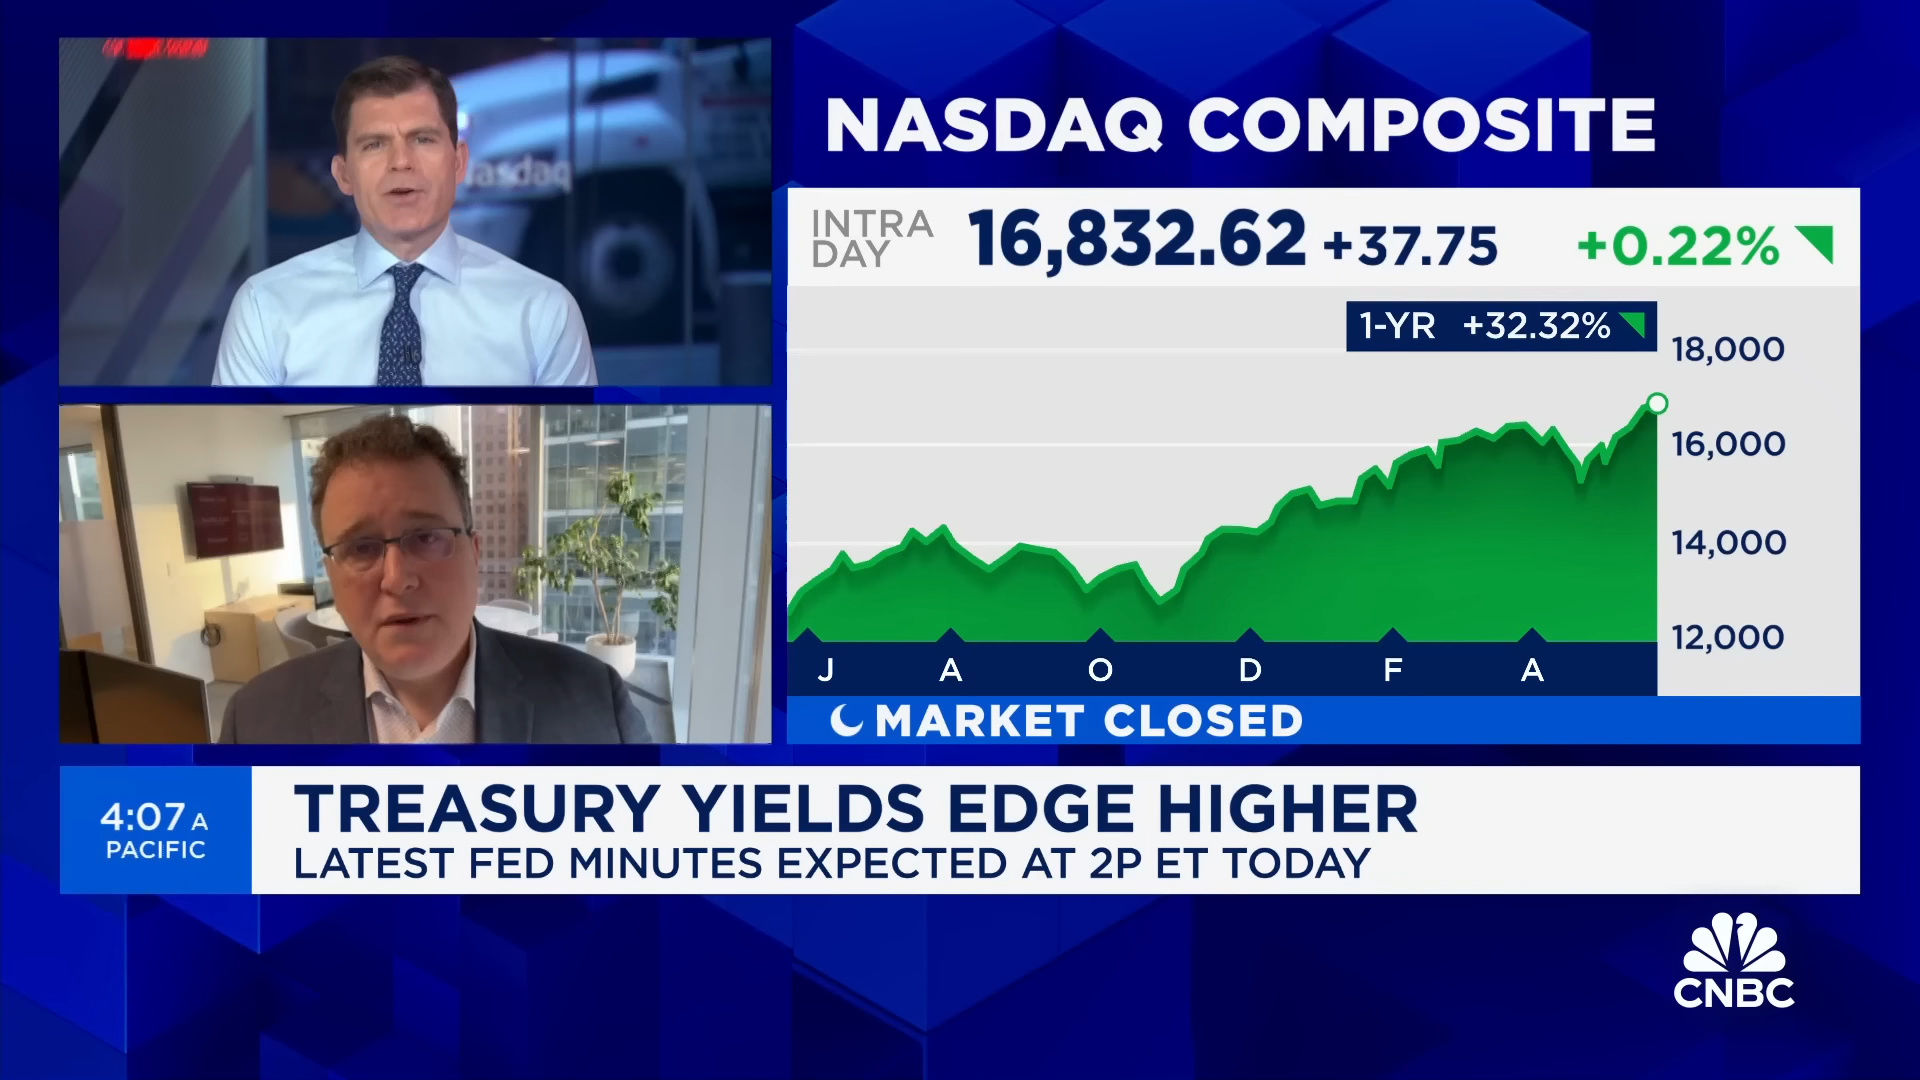 Nasdaq
NASDAQ COMPOSITE
INTRA
DAY
16,832.62 +37.75 +0.22%
1-YR +32.32%
18,000
16,000
14,000
12,000
J A O D F A
MARKET CLOSED
4:07 A
PACIFIC
TREASURY YIELDS EDGE HIGHER
LATEST FED MINUTES EXPECTED AT 2P ET TODAY
CNBC